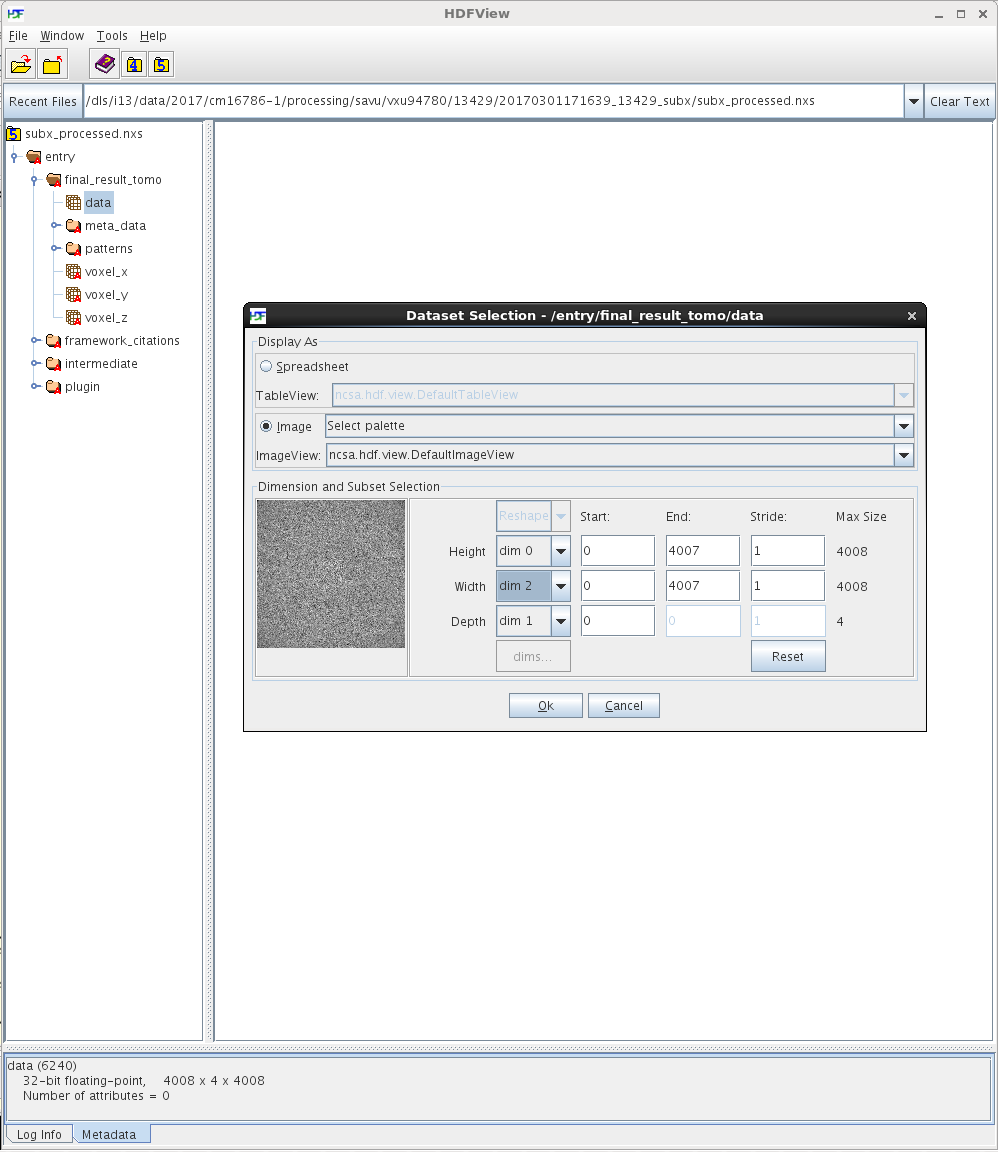 HDFView
File Window Tools Help
Recent Files /dls/i13/data/2017/cm16786-1/processing/savu/vxu94780/13429/20170301171639_13429_subx/subx_processed.nxs Clear Text
subx_processed.nxs
entry
final_result_tomo
data
meta_data
patterns
voxel_x
voxel_y
voxel_z
framework_citations
intermediate
plugin
Dataset Selection - /entry/final_result_tomo/data
Display As
Spreadsheet
TableView: ncsa.hdf.view.DefaultTableView
Image Select palette
ImageView: ncsa.hdf.view.DefaultImageView
Dimension and Subset Selection
Reshape Start: End: Stride: Max Size
Height dim 0 0 4007 1 4008
Width dim 2 0 4007 1 4008
Depth dim 1 0 0 1 4
dims... Reset
Ok Cancel
data (6240)
32-bit floating-point, 4008 x 4 x 4008
Number of attributes = 0
Log Info Metadata